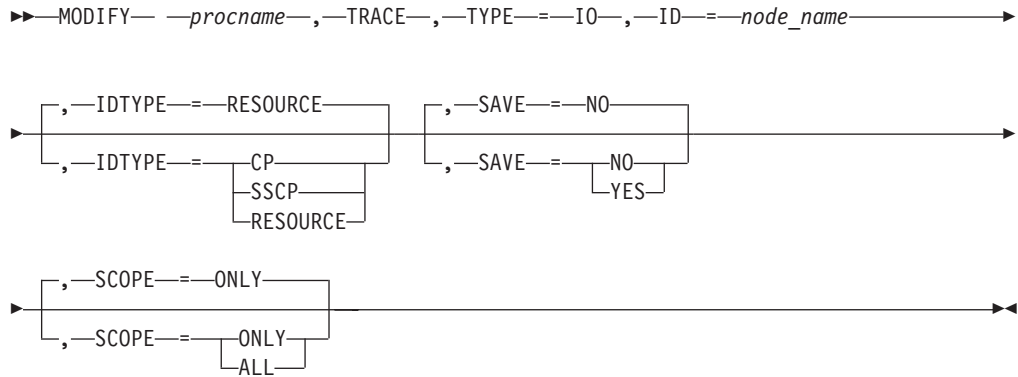 MODIFY procname , TRACE , TYPE = IO , ID = node_name
, IDTYPE = RESOURCE , SAVE = NO
, IDTYPE = CP , SAVE = NO
SSCP YES
RESOURCE
, SCOPE = ONLY
, SCOPE = ONLY
ALL